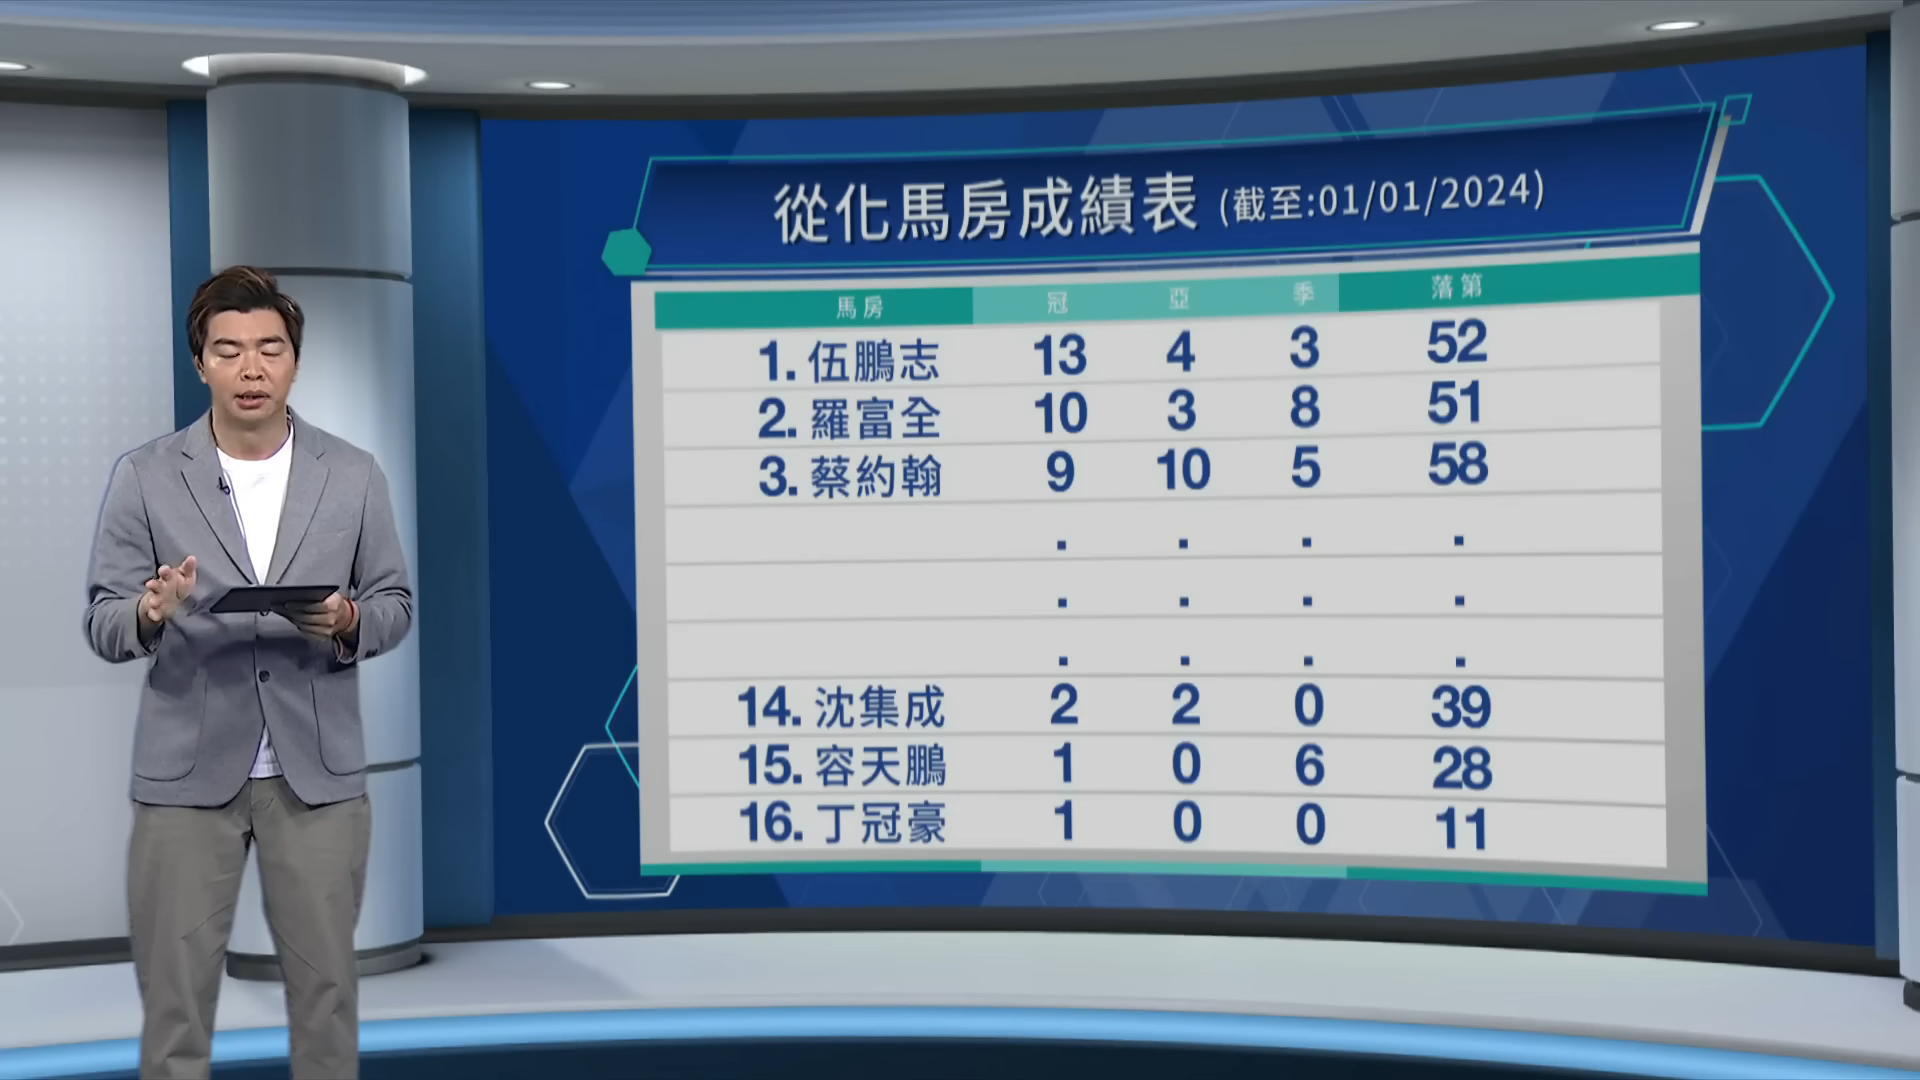 從化馬房成績表 (截至:01/01/2024)
馬房 冠 亞 季 落第
1. 伍鵬志 13 4 3 52
2. 羅富全 10 3 8 51
3. 蔡約翰 9 10 5 58
. . . .
. . . .
. . . .
14. 沈集成 2 2 0 39
15. 容天鵬 1 0 6 28
16. 丁冠豪 1 0 0 11